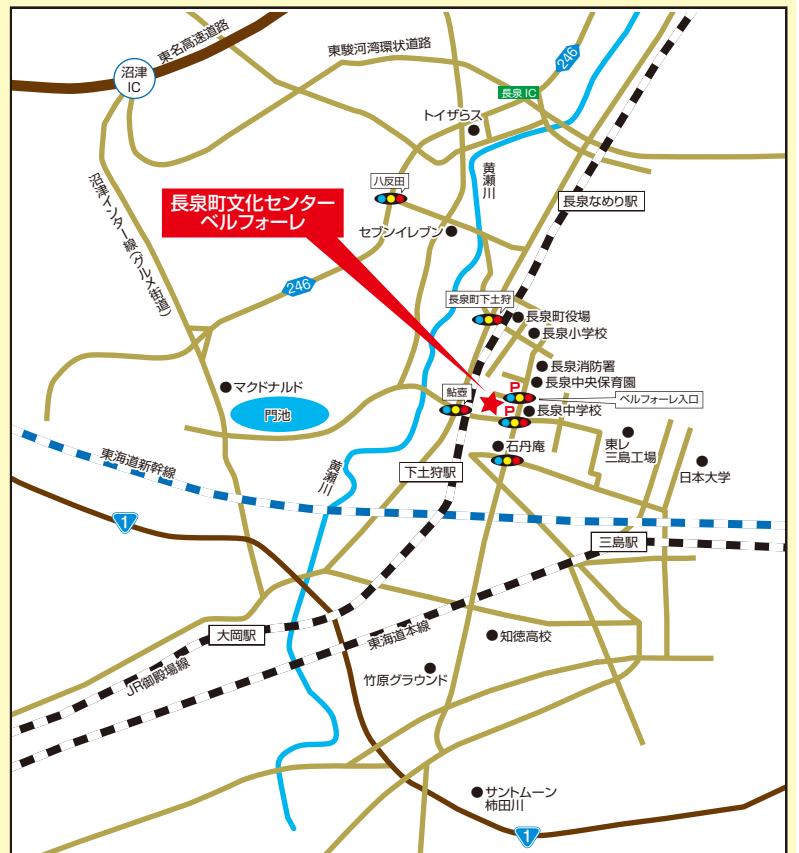 東名高速道路
沼津
IC
東駿河湾環状道路
246
長泉 IC
トイザらス
黄瀬川
八反田
長泉町文化センター
ベルフォーレ
長泉なめり駅
沼津インター線(グルメ街道)
セブンイレブン
246
長泉町下土狩
長泉町役場
長泉小学校
長泉消防署
P
長泉中央保育園
マクドナルド
鮎壺
ベルフォーレ入口
P
長泉中学校
門池
石丹庵
東レ
三島工場
東海道新幹線
黄瀬川
下土狩駅
日本大学
1
三島駅
大岡駅
東海道本線
知徳高校
JR御殿場線
竹原グラウンド
サントムーン
柿田川
1